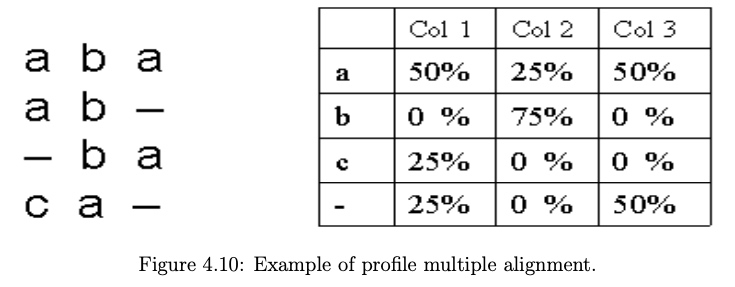 a b a
a b –
– b a
c a –
Col 1 Col 2 Col 3
a 50% 25% 50%
b 0 % 75% 0 %
c 25% 0 % 0 %
- 25% 0 % 50%
Figure 4.10: Example of profile multiple alignment.